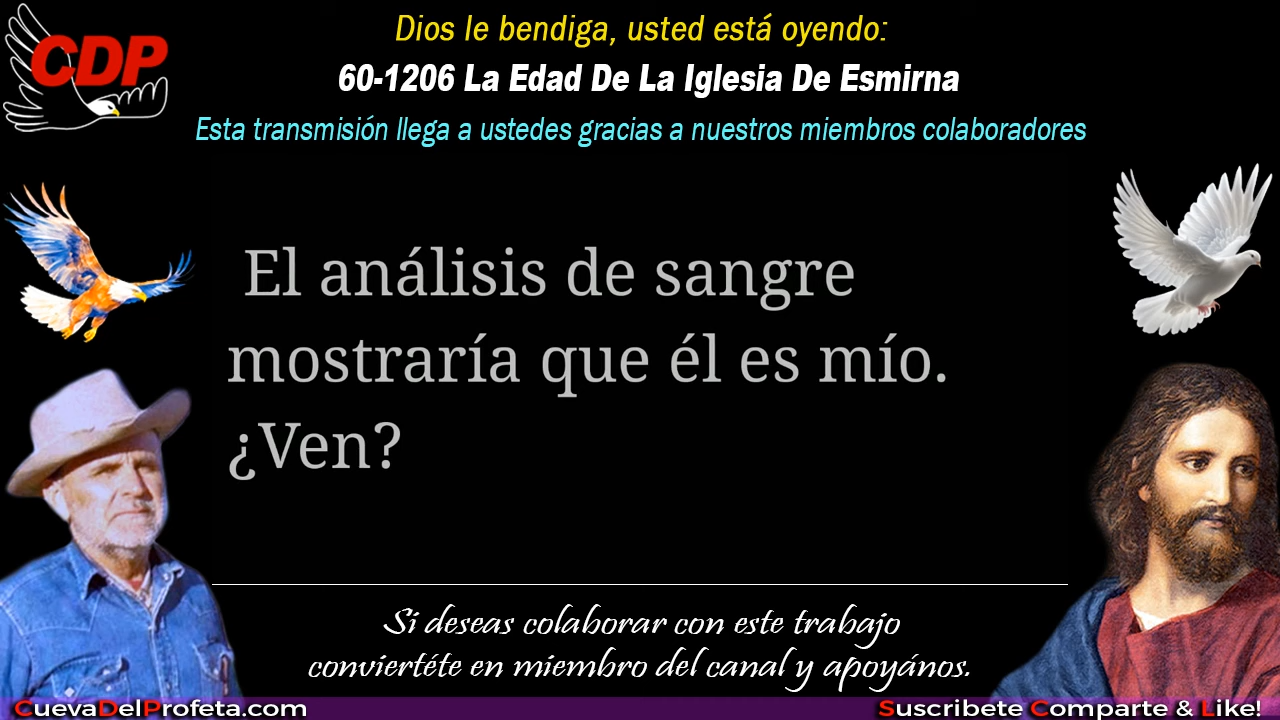 CDP
Dios le bendiga, usted está oyendo:
60-1206 La Edad De La Iglesia De Esmirna
Esta transmisión llega a ustedes gracias a nuestros miembros colaboradores
El análisis de sangre
mostraría que él es mío.
¿Ven?
Si deseas colaborar con este trabajo
conviertéte en miembro del canal y apoyános.
CuevaDelProfeta.com
Suscribete Comparte & Like!